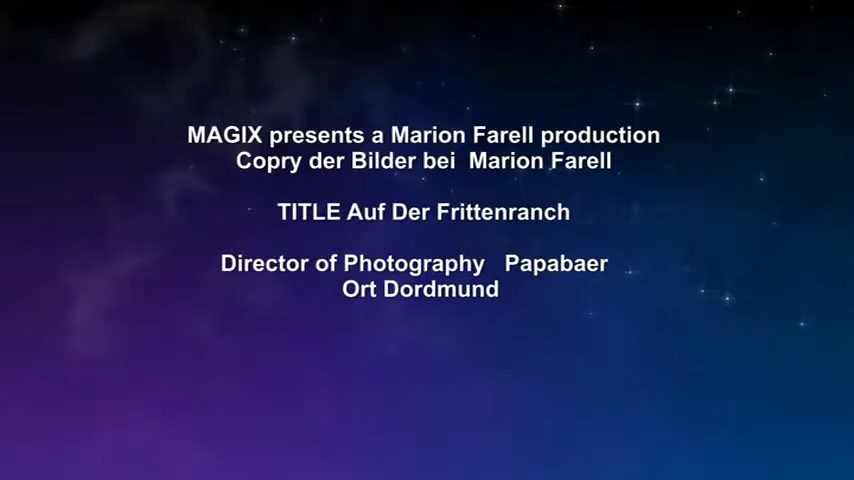 MAGIX presents a Marion Farell production
Copry der Bilder bei Marion Farell
TITLE Auf Der Frittenranch
Director of Photography Papabaer
Ort Dordmund